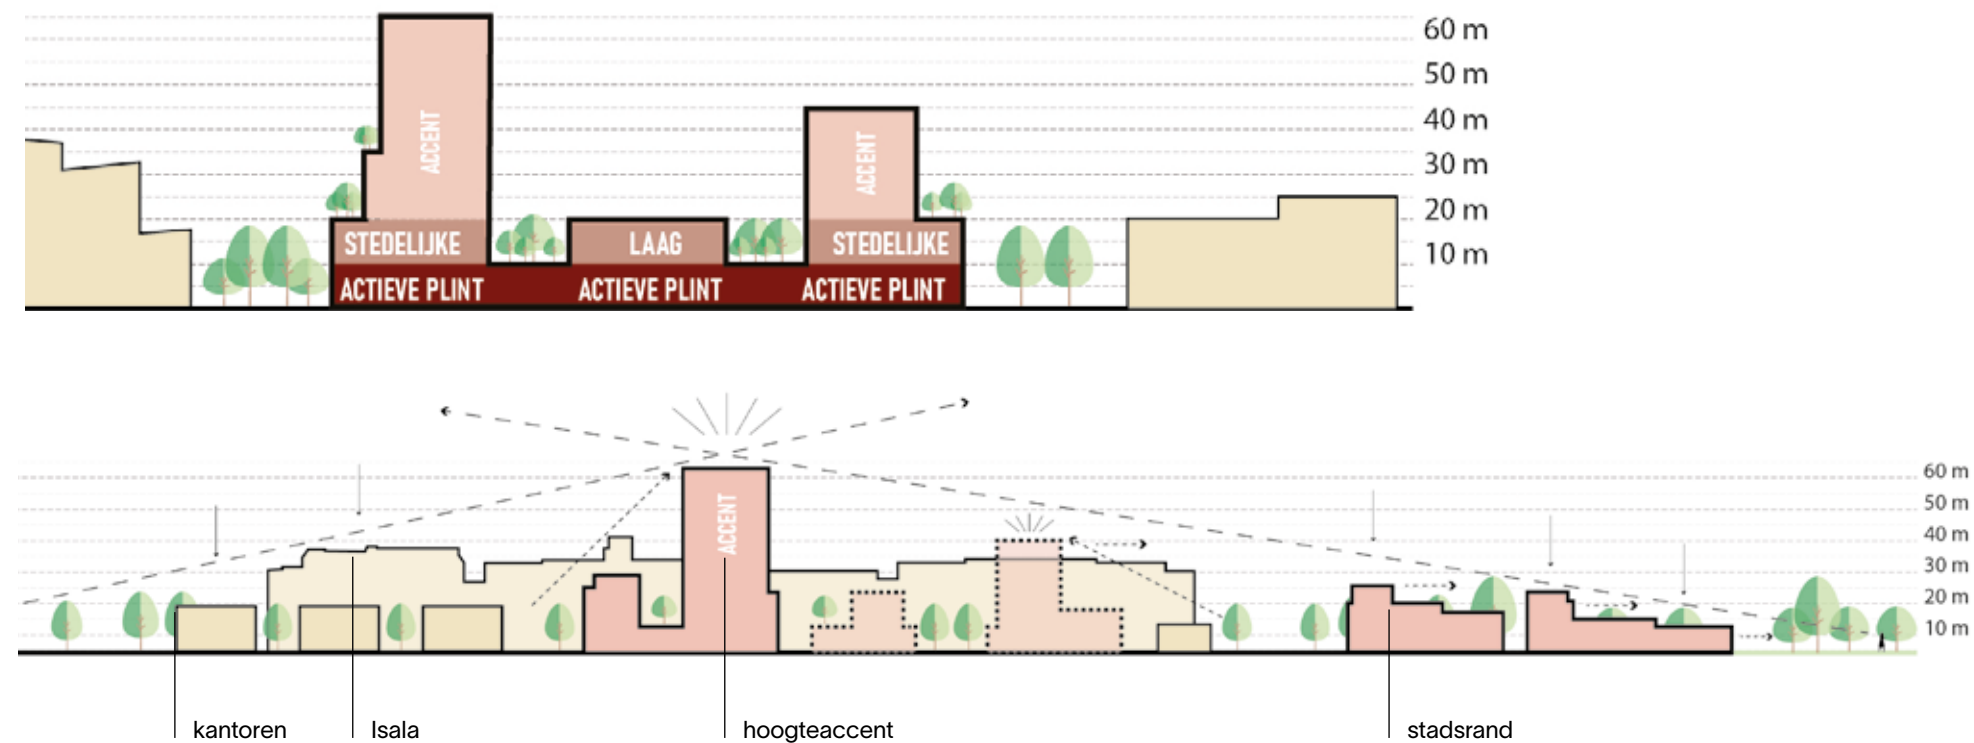 60 m
50 m
ACCENT
40 m
ACCENT
30 m
20 m
STEDELIJKE LAAG STEDELIJKE
10 m
ACTIEVE PLINT ACTIEVE PLINT ACTIEVE PLINT
60 m
50 m
ACCENT
40 m
30 m
20 m
10 m
kantoren Isala hoogteaccent stadsrand